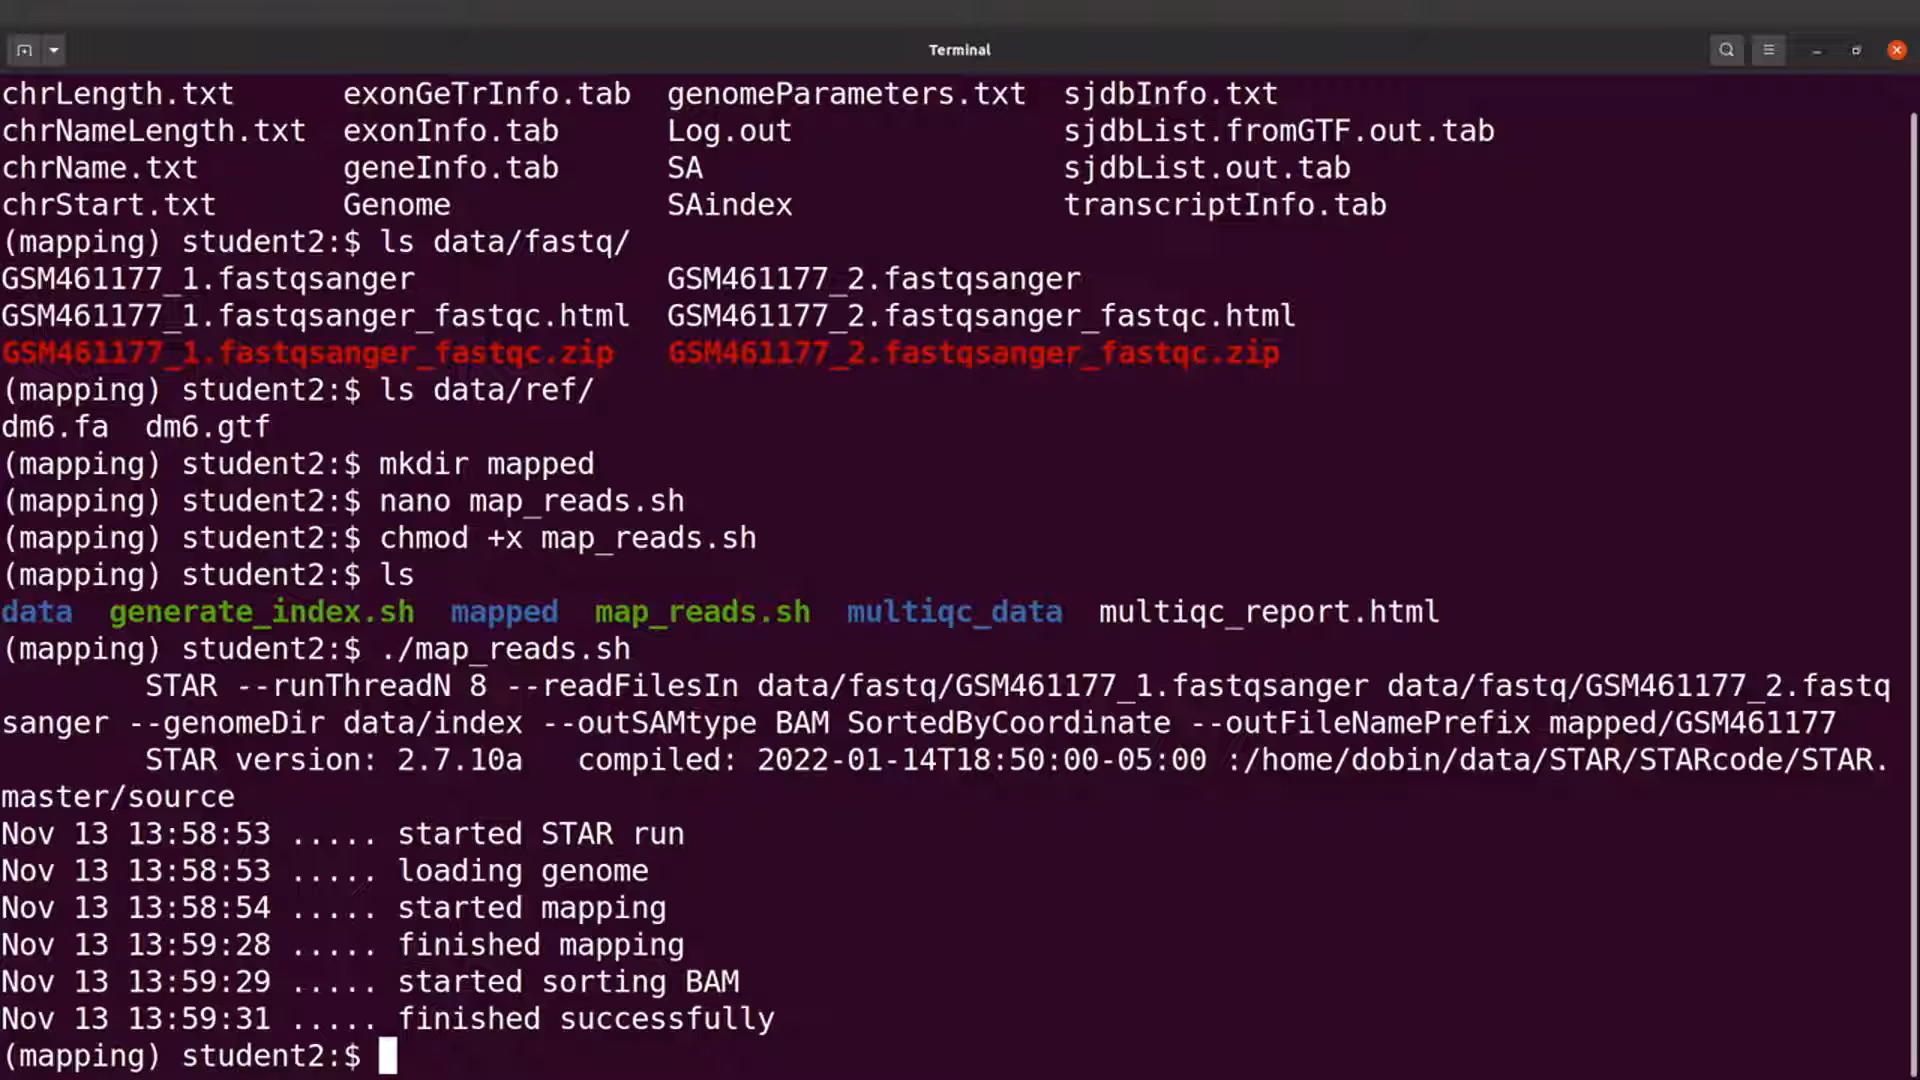 Terminal
chrLength.txt      exonGeTrInfo.tab  genomeParameters.txt  sjdbInfo.txt
chrNameLength.txt  exonInfo.tab      Log.out               sjdbList.fromGTF.out.tab
chrName.txt        geneInfo.tab      SA                    sjdbList.out.tab
chrStart.txt       Genome            SAindex               transcriptInfo.tab
(mapping) student2:$ ls data/fastq/
GSM461177_1.fastqsanger              GSM461177_2.fastqsanger
GSM461177_1.fastqsanger_fastqc.html  GSM461177_2.fastqsanger_fastqc.html
GSM461177_1.fastqsanger_fastqc.zip   GSM461177_2.fastqsanger_fastqc.zip
(mapping) student2:$ ls data/ref/
dm6.fa  dm6.gtf
(mapping) student2:$ mkdir mapped
(mapping) student2:$ nano map_reads.sh
(mapping) student2:$ chmod +x map_reads.sh
(mapping) student2:$ ls
data  generate_index.sh  mapped  map_reads.sh  multiqc_data  multiqc_report.html
(mapping) student2:$ ./map_reads.sh
        STAR --runThreadN 8 --readFilesIn data/fastq/GSM461177_1.fastqsanger data/fastq/GSM461177_2.fastq
sanger --genomeDir data/index --outSAMtype BAM SortedByCoordinate --outFileNamePrefix mapped/GSM461177
        STAR version: 2.7.10a   compiled: 2022-01-14T18:50:00-05:00 :/home/dobin/data/STAR/STARcode/STAR.
master/source
Nov 13 13:58:53 ..... started STAR run
Nov 13 13:58:53 ..... loading genome
Nov 13 13:58:54 ..... started mapping
Nov 13 13:59:28 ..... finished mapping
Nov 13 13:59:29 ..... started sorting BAM
Nov 13 13:59:31 ..... finished successfully
(mapping) student2:$